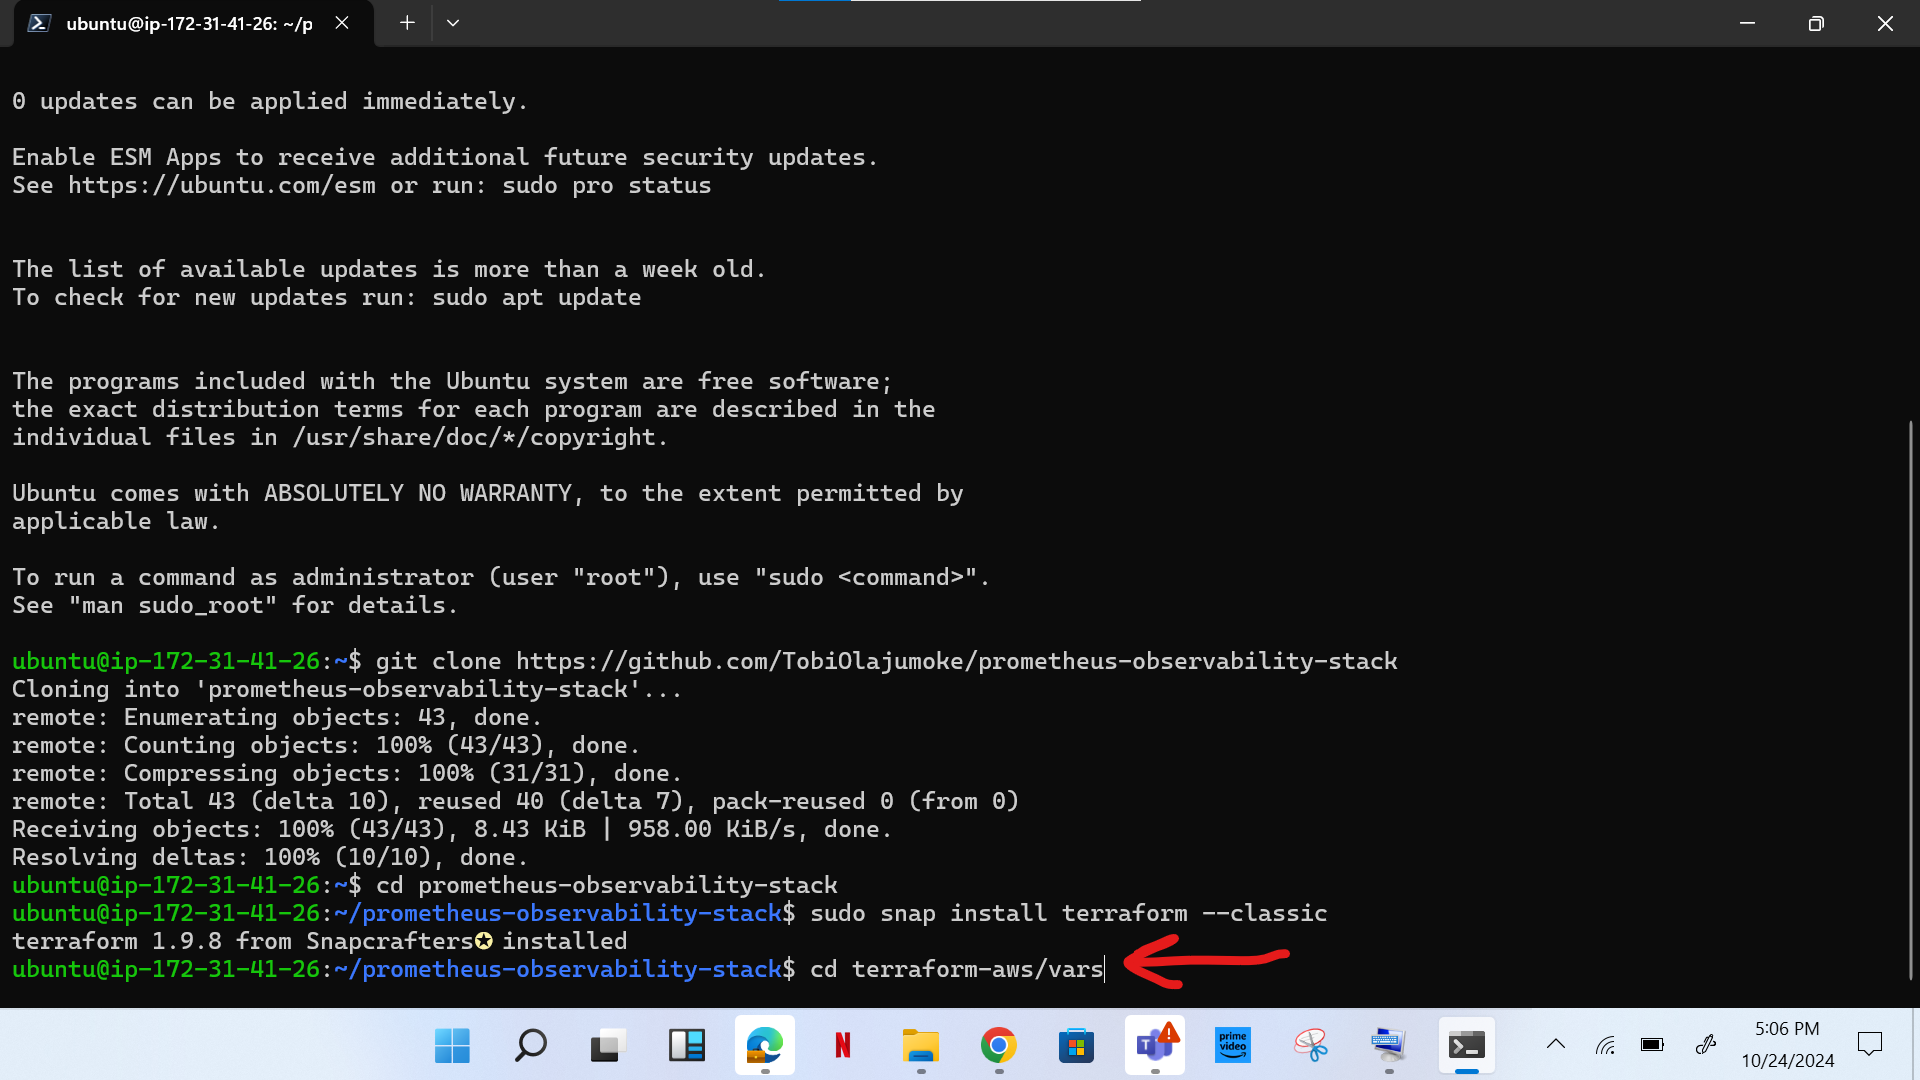 ubuntu@ip-172-31-41-26: ~/p
0 updates can be applied immediately.
Enable ESM Apps to receive additional future security updates.
See https://ubuntu.com/esm or run: sudo pro status
The list of available updates is more than a week old.
To check for new updates run: sudo apt update
The programs included with the Ubuntu system are free software;
the exact distribution terms for each program are described in the
individual files in /usr/share/doc/*/copyright.
Ubuntu comes with ABSOLUTELY NO WARRANTY, to the extent permitted by
applicable law.
To run a command as administrator (user "root"), use "sudo <command>".
See "man sudo_root" for details.
ubuntu@ip-172-31-41-26:~$ git clone https://github.com/TobiOlajumoke/prometheus-observability-stack
Cloning into 'prometheus-observability-stack'...
remote: Enumerating objects: 43, done.
remote: Counting objects: 100% (43/43), done.
remote: Compressing objects: 100% (31/31), done.
remote: Total 43 (delta 10), reused 40 (delta 7), pack-reused 0 (from 0)
Receiving objects: 100% (43/43), 8.43 KiB | 958.00 KiB/s, done.
Resolving deltas: 100% (10/10), done.
ubuntu@ip-172-31-41-26:~$ cd prometheus-observability-stack
ubuntu@ip-172-31-41-26:~/prometheus-observability-stack$ sudo snap install terraform --classic
terraform 1.9.8 from Snapcrafters✪ installed
ubuntu@ip-172-31-41-26:~/prometheus-observability-stack$ cd terraform-aws/vars
N
T
prime
video
5:06 PM
10/24/2024